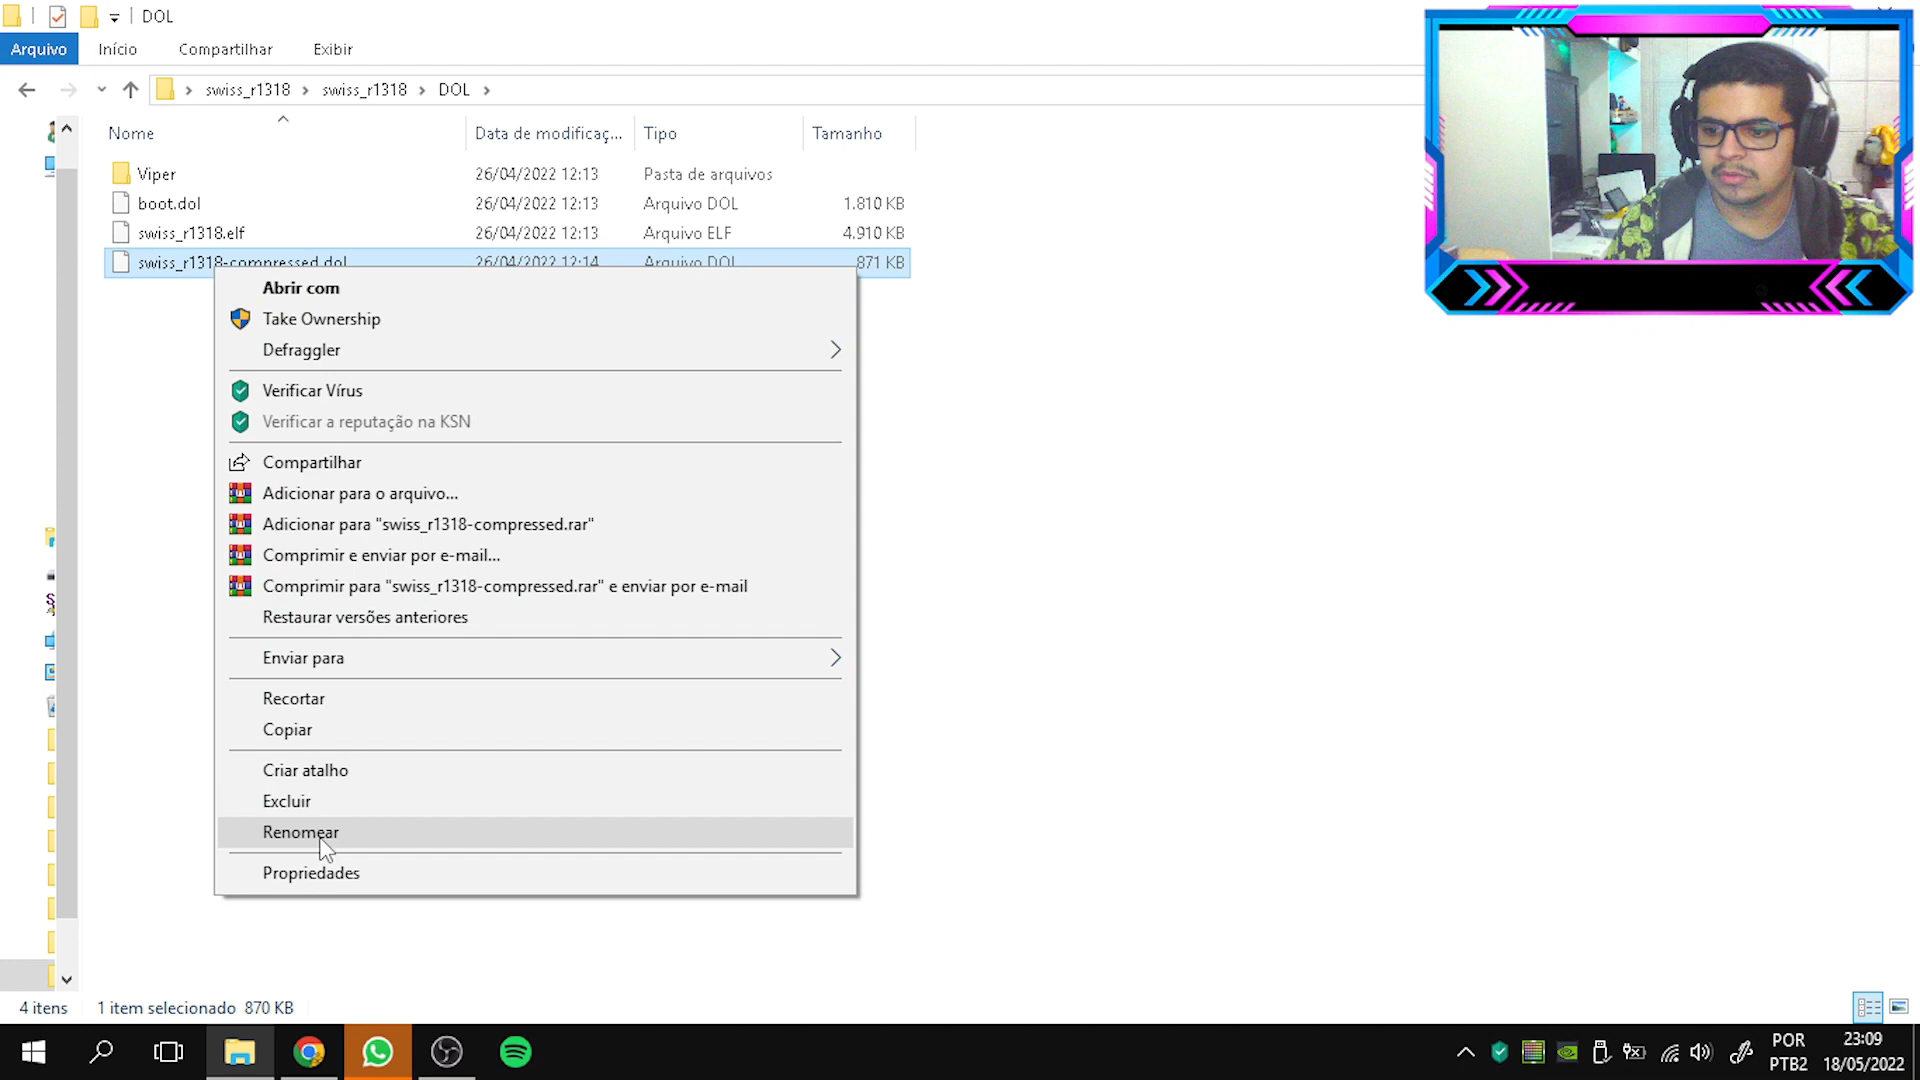 DOL
Arquivo Início Compartilhar Exibir
swiss_r1318 swiss_r1318 DOL
Nome Data de modificaç... Tipo Tamanho
Viper 26/04/2022 12:13 Pasta de arquivos
boot.dol 26/04/2022 12:13 Arquivo DOL 1.810 KB
swiss_r1318.elf 26/04/2022 12:13 Arquivo ELF 4.910 KB
swiss_r1318-compressed.dol 26/04/2022 12:14 Arquivo DOL 871 KB
Abrir com
Take Ownership
Defraggler
Verificar Vírus
Verificar a reputação na KSN
Compartilhar
Adicionar para o arquivo...
Adicionar para "swiss_r1318-compressed.rar"
Comprimir e enviar por e-mail...
Comprimir para "swiss_r1318-compressed.rar" e enviar por e-mail
Restaurar versões anteriores
Enviar para
Recortar
Copiar
Criar atalho
Excluir
Renomear
Propriedades
4 itens 1 item selecionado 870 KB
POR 23:09
PTB2 18/05/2022